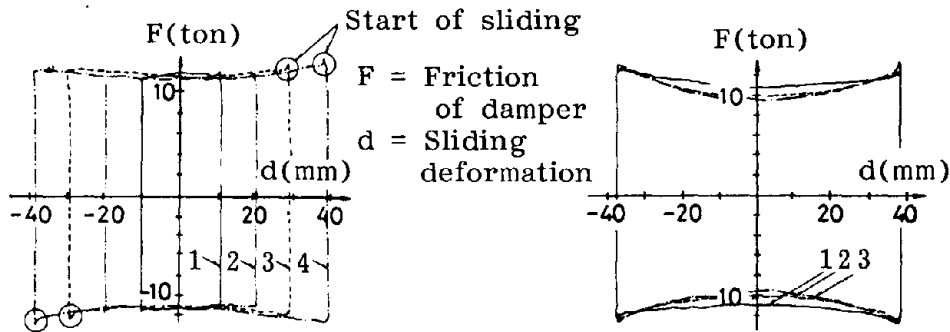 F(ton)
Start of sliding
F = Friction
of damper
d = Sliding
deformation
10
d(mm)
-40 -20 20 40
1 2 3 4
-10
F(ton)
10
d(mm)
-40 -20 20 40
1 2 3
10